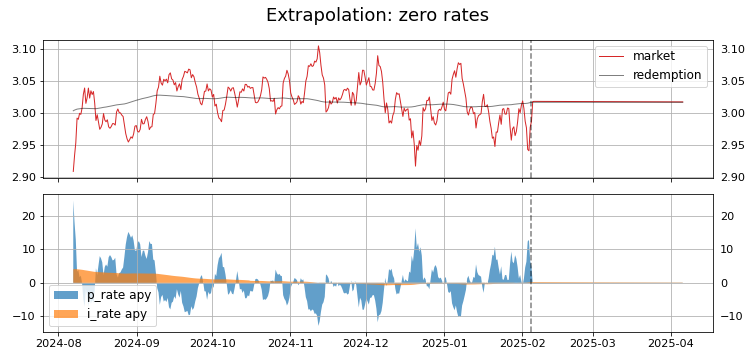 Extrapolation: zero rates
3.10 3.10
3.05 3.05
3.00 3.00
2.95 2.95
2.90 2.90
market
redemption
20 20
10 10
0 0
−10 −10
p_rate apy
i_rate apy
2024-08 2024-09 2024-10 2024-11 2024-12 2025-01 2025-02 2025-03 2025-04